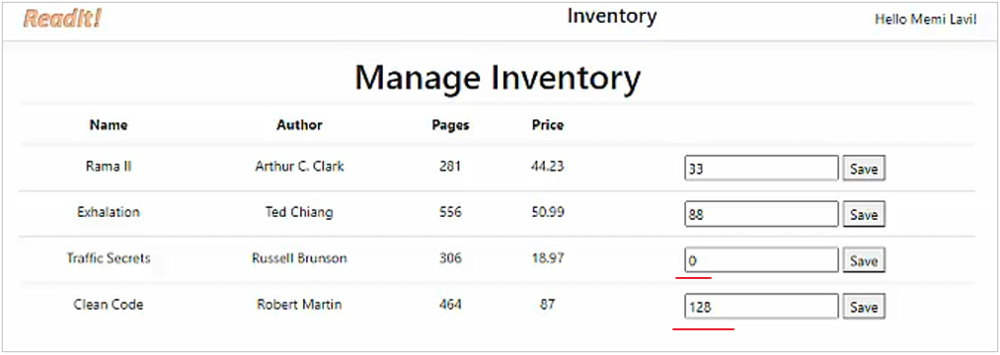 ReadIt!
Inventory
Hello Memi Lavi!
Manage Inventory
Name Author Pages Price
Rama II Arthur C. Clark 281 44.23 33 Save
Exhalation Ted Chiang 556 50.99 88 Save
Traffic Secrets Russell Brunson 306 18.97 0 Save
Clean Code Robert Martin 464 87 128 Save